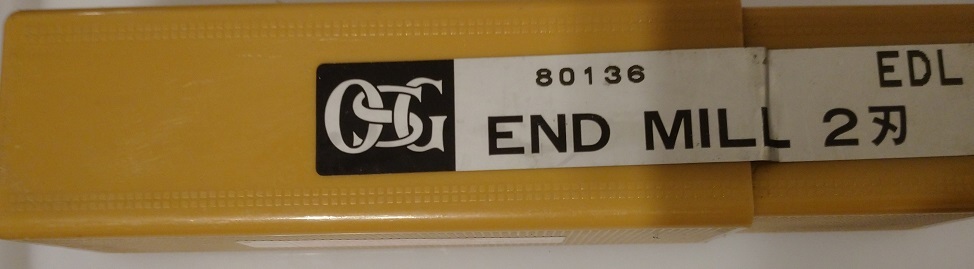 OSG
80136
EDL
END MILL 2刃